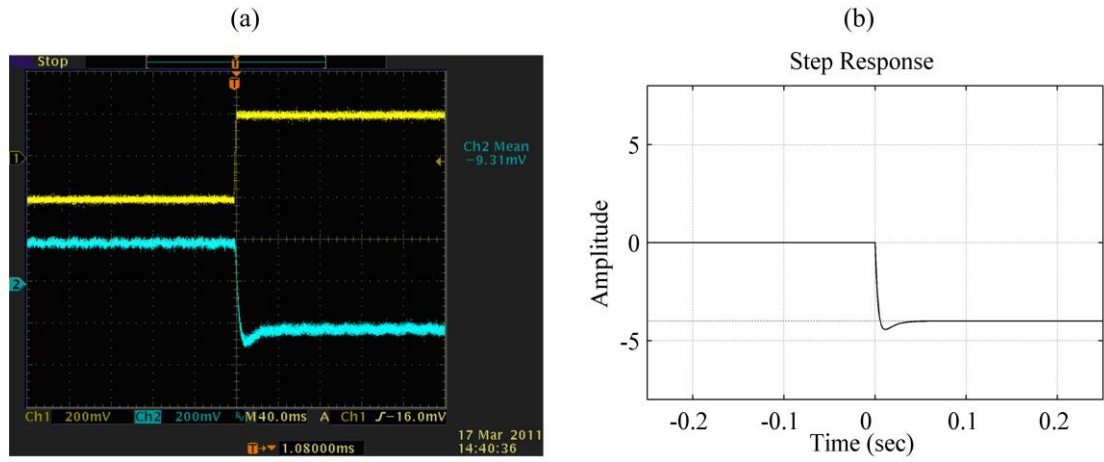 (a)
(b)
Stop
T
T
1
2
Ch2 Mean
−9.31mV
Ch1 200mV Ch2 200mV M40.0ms A Ch1 −16.0mV
T 1.08000ms
17 Mar 2011
14:40:36
Step Response
5
0
-5
Amplitude
-0.2 -0.1 0 0.1 0.2
Time (sec)